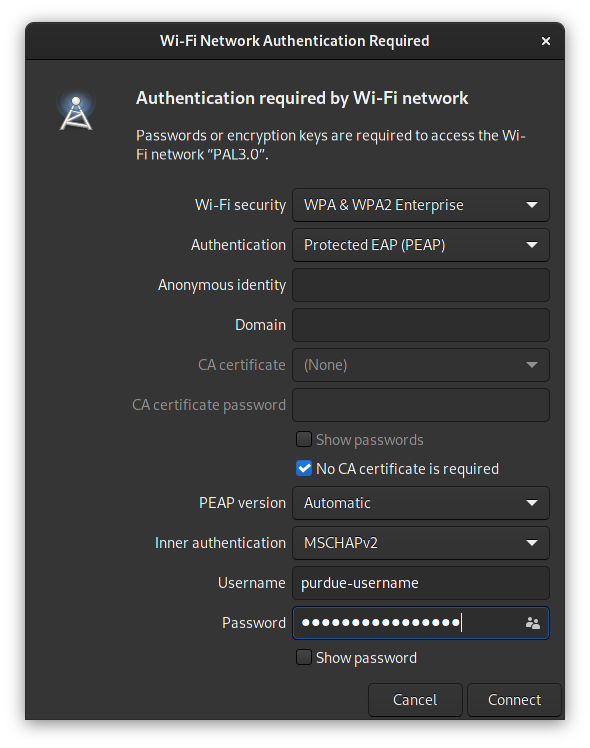 Wi-Fi Network Authentication Required
Authentication required by Wi-Fi network
Passwords or encryption keys are required to access the Wi-
Fi network “PAL3.0”.
Wi-Fi security WPA & WPA2 Enterprise
Authentication Protected EAP (PEAP)
Anonymous identity
Domain
CA certificate (None)
CA certificate password
Show passwords
No CA certificate is required
PEAP version Automatic
Inner authentication MSCHAPv2
Username purdue-username
Password ••••••••••••••••
Show password
Cancel Connect